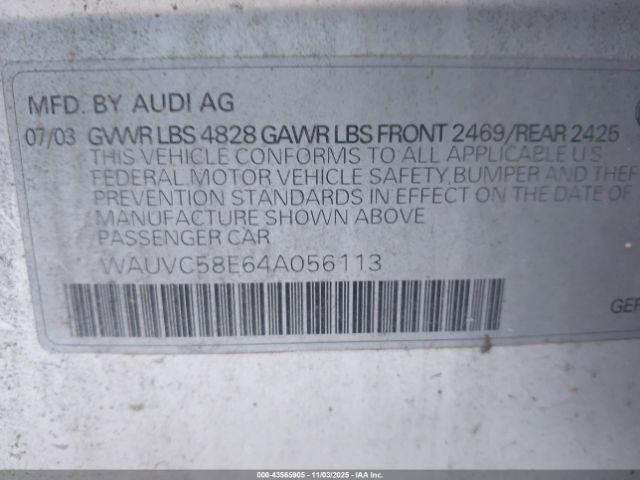 MFD. BY AUDI AG
07/03 GVWR LBS 4828 GAWR LBS FRONT 2469/REAR 2425
THIS VEHICLE CONFORMS TO ALL APPLICABLE U.S.
FEDERAL MOTOR VEHICLE SAFETY, BUMPER AND THEF
PREVENTION STANDARDS IN EFFECT ON THE DATE OF
MANUFACTURE SHOWN ABOVE
PASSENGER CAR
WAUVC58E64A056113
GER
000-43565905 - 11/03/2025 - © IAA Inc.